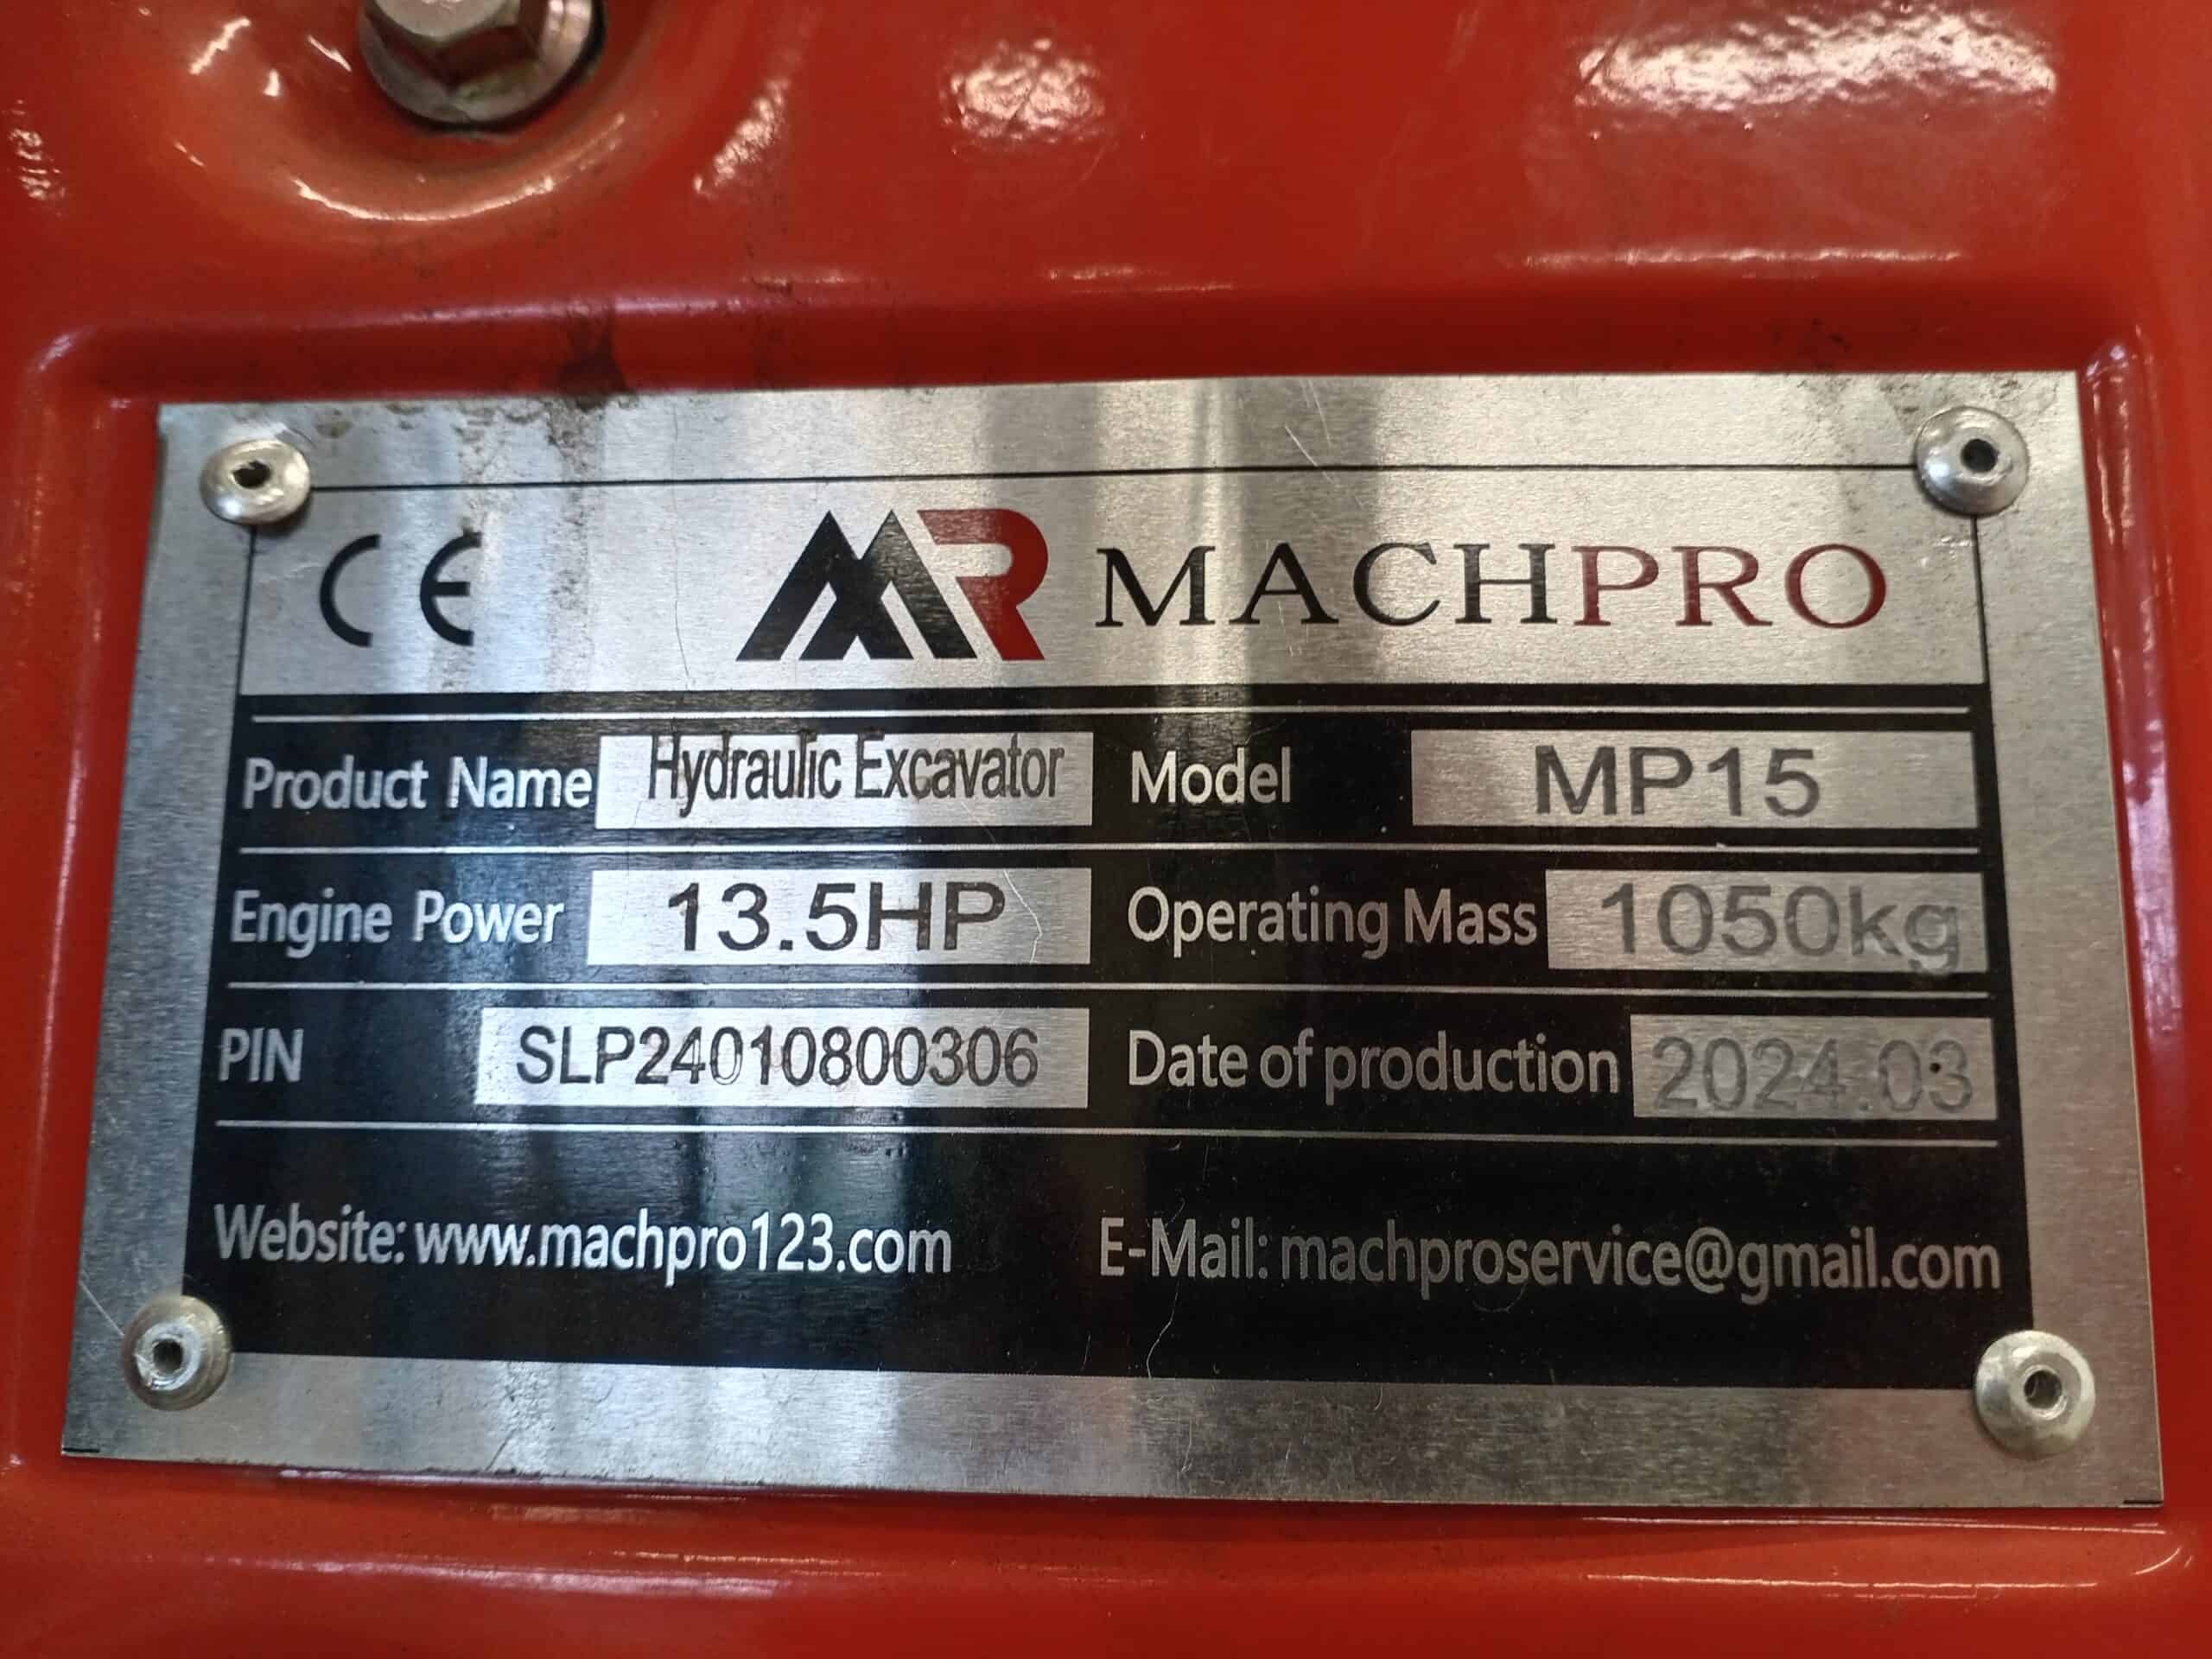 CE MR MACHPRO
Product Name Hydraulic Excavator Model MP15
Engine Power 13.5HP Operating Mass 1050kg
PIN SLP24010800306 Date of production 2024.03
Website: www.machpro123.com E-Mail: machproservice@gmail.com